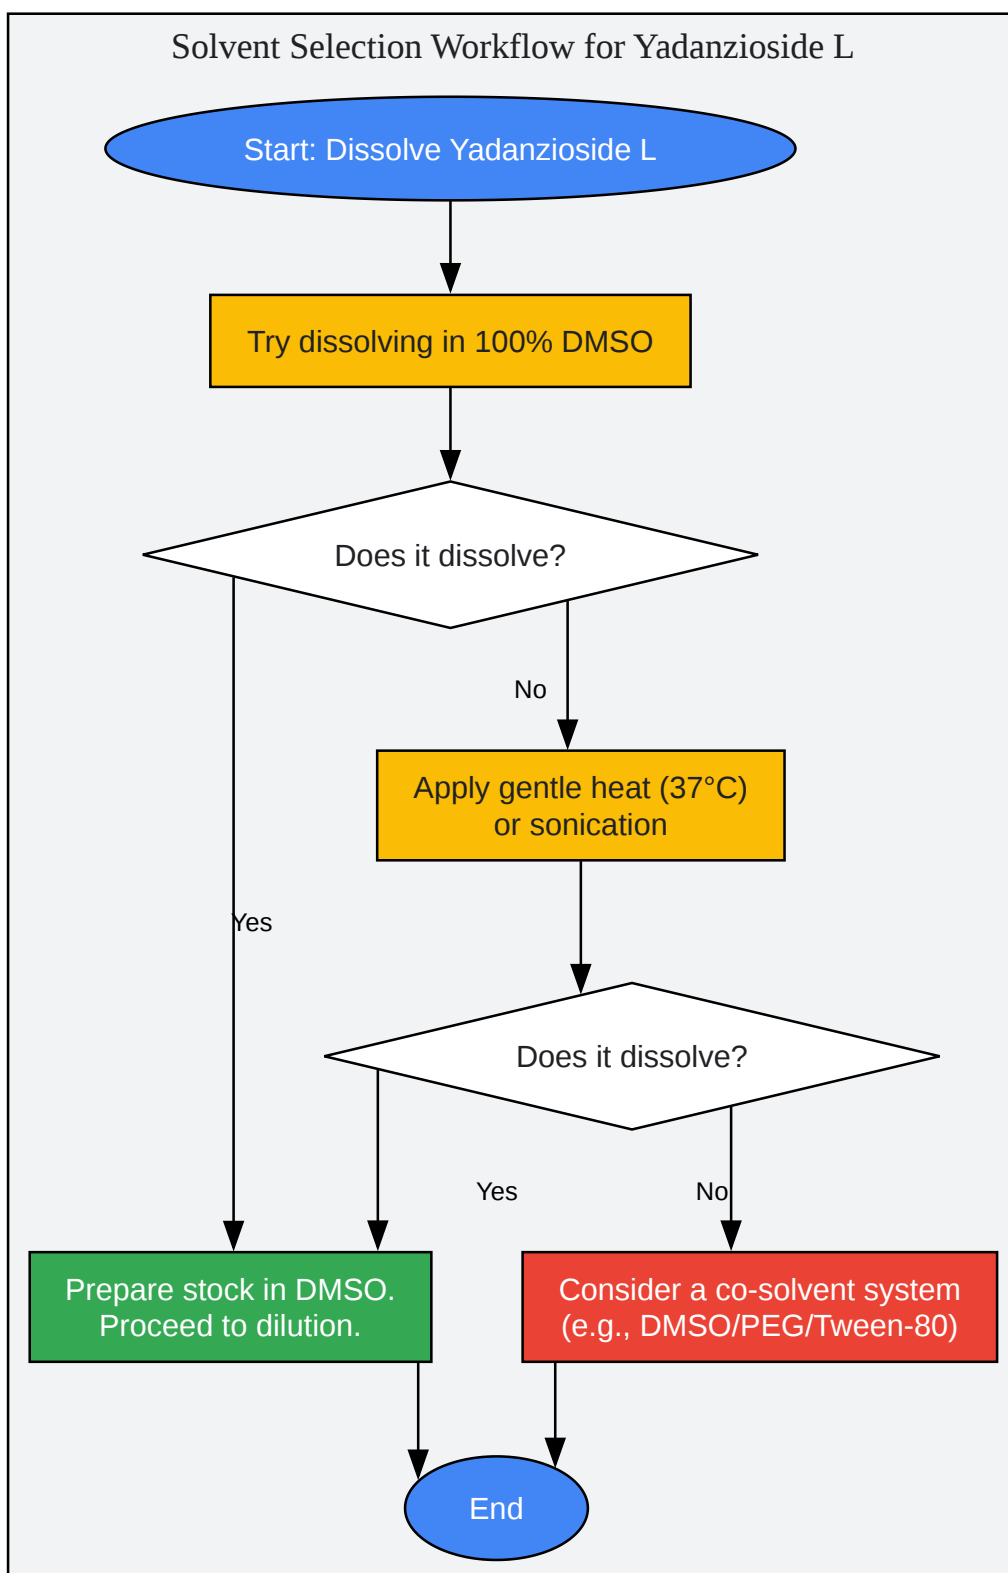 Solvent Selection Workflow for Yadanzioside L
Start: Dissolve Yadanzioside L
Try dissolving in 100% DMSO
Does it dissolve?
No
Apply gentle heat (37°C)
or sonication
Yes
Does it dissolve?
Yes
No
Prepare stock in DMSO.
Proceed to dilution.
Consider a co-solvent system
(e.g., DMSO/PEG/Tween-80)
End